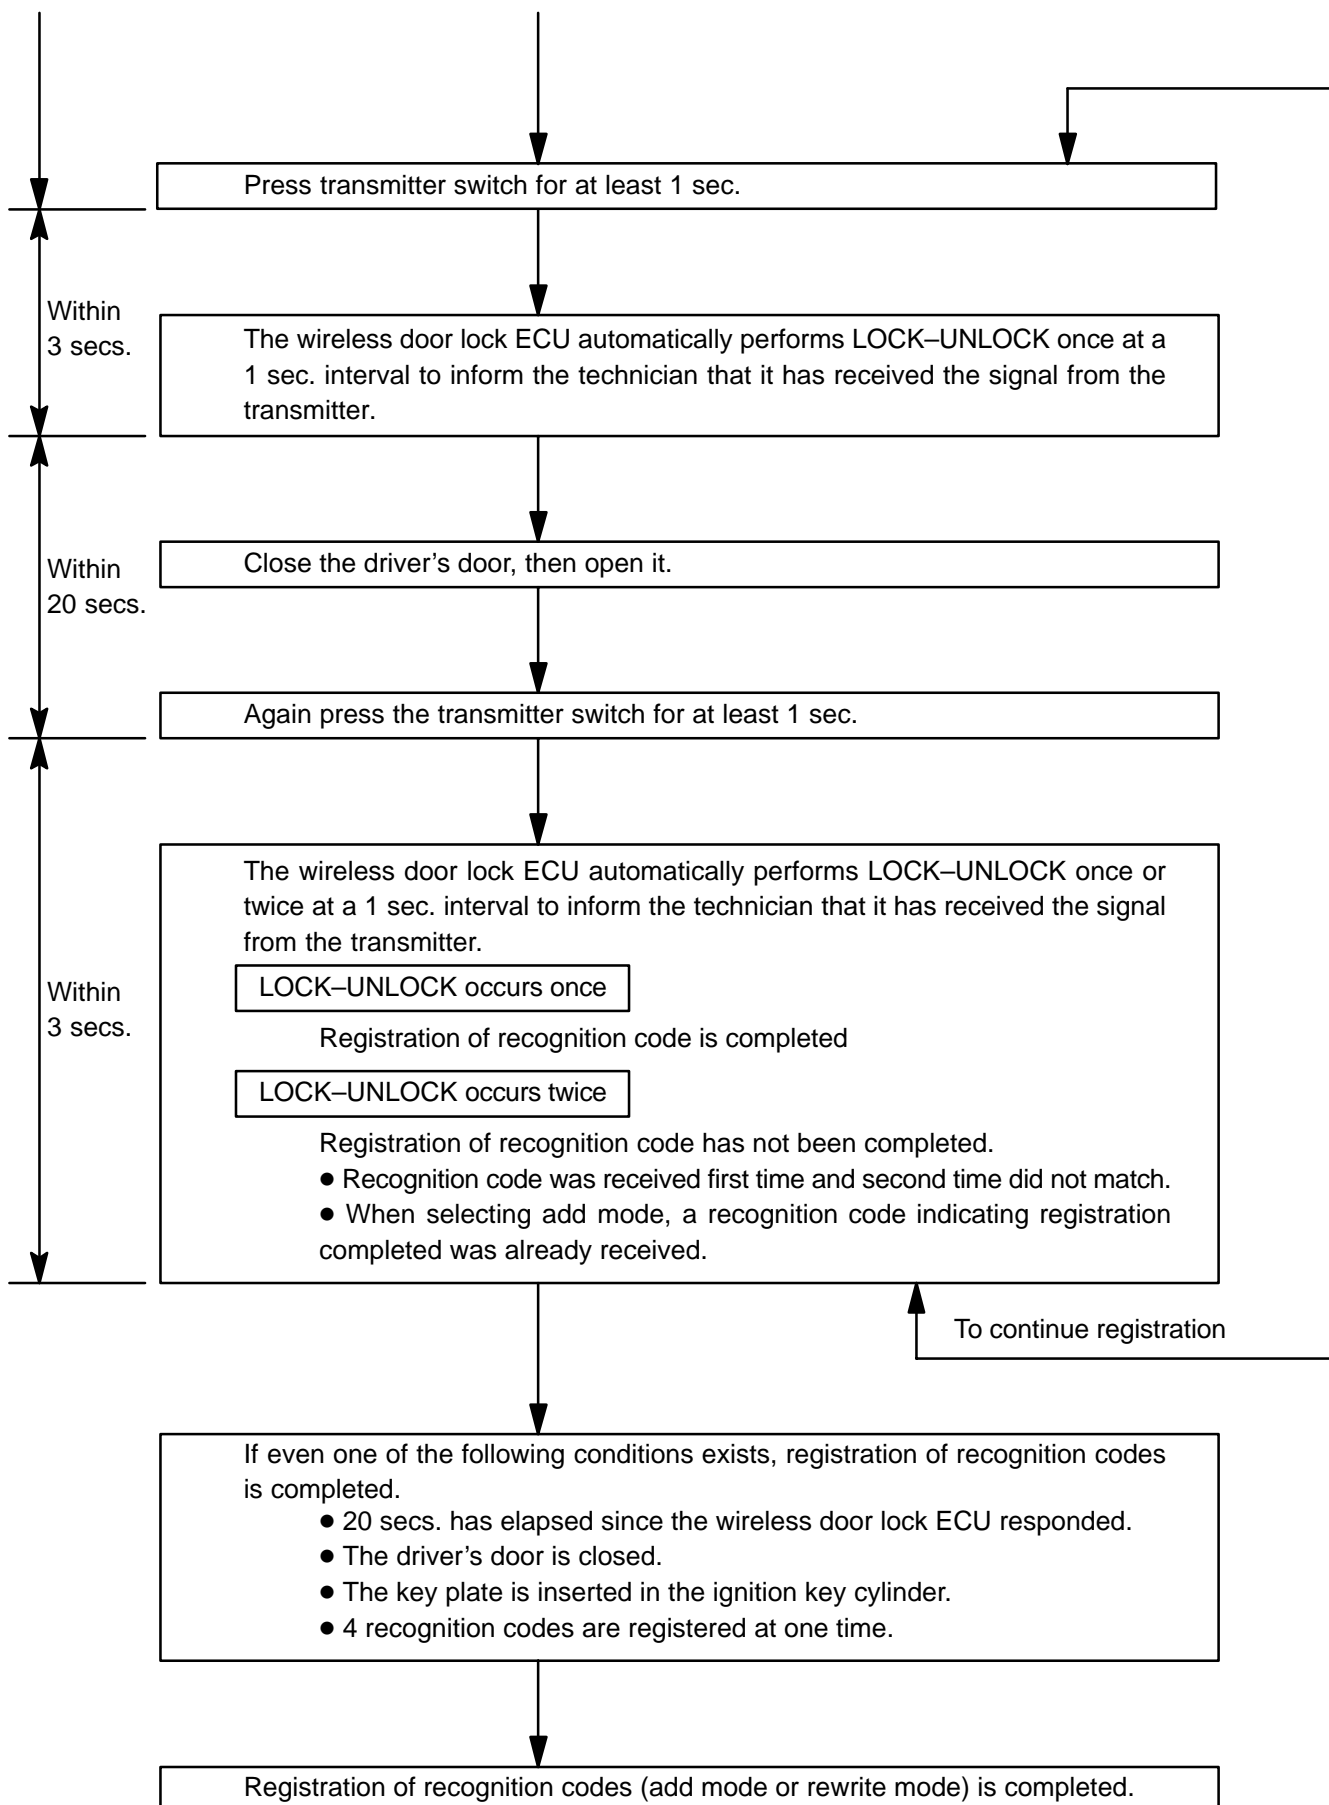 Press transmitter switch for at least 1 sec.
Within
3 secs.
The wireless door lock ECU automatically performs LOCK–UNLOCK once at a
1 sec. interval to inform the technician that it has received the signal from the
transmitter.
Within
20 secs.
Close the driver’s door, then open it.
Again press the transmitter switch for at least 1 sec.
Within
3 secs.
The wireless door lock ECU automatically performs LOCK–UNLOCK once or
twice at a 1 sec. interval to inform the technician that it has received the signal
from the transmitter.
LOCK–UNLOCK occurs once
Registration of recognition code is completed
LOCK–UNLOCK occurs twice
Registration of recognition code has not been completed.
● Recognition code was received first time and second time did not match.
● When selecting add mode, a recognition code indicating registration
completed was already received.
To continue registration
If even one of the following conditions exists, registration of recognition codes
is completed.
● 20 secs. has elapsed since the wireless door lock ECU responded.
● The driver’s door is closed.
● The key plate is inserted in the ignition key cylinder.
● 4 recognition codes are registered at one time.
Registration of recognition codes (add mode or rewrite mode) is completed.